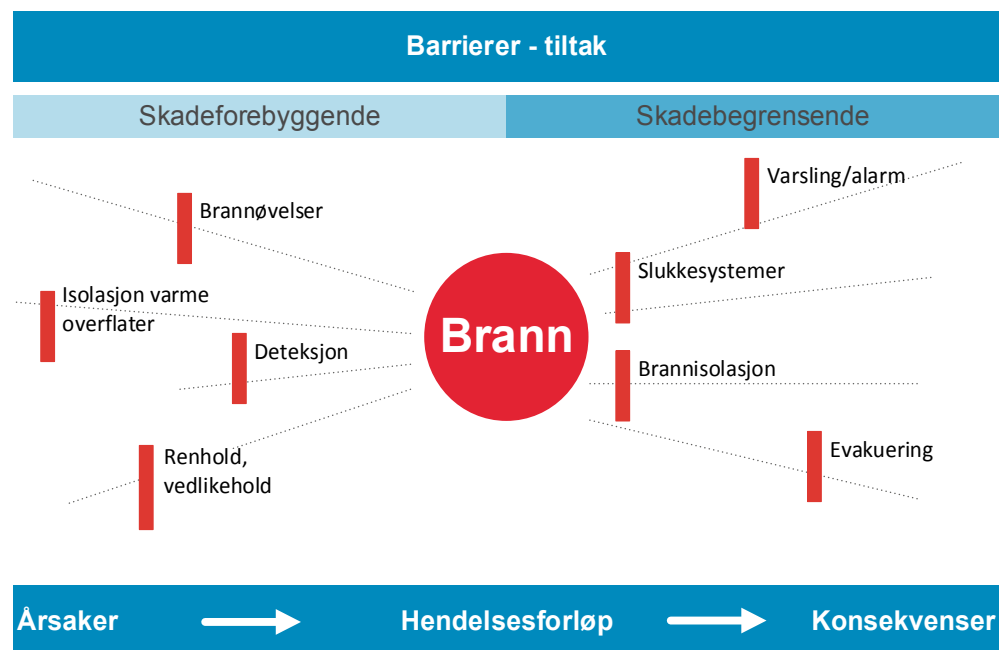 Barrierer - tiltak
Skadeforebyggende
Skadebegrensende
Brannøvelser
Isolasjon varme
overflater
Deteksjon
Renhold,
vedlikehold
Brann
Varsling/alarm
Slukkesystemer
Brannisolasjon
Evakuering
Årsaker
Hendelsesforløp
Konsekvenser